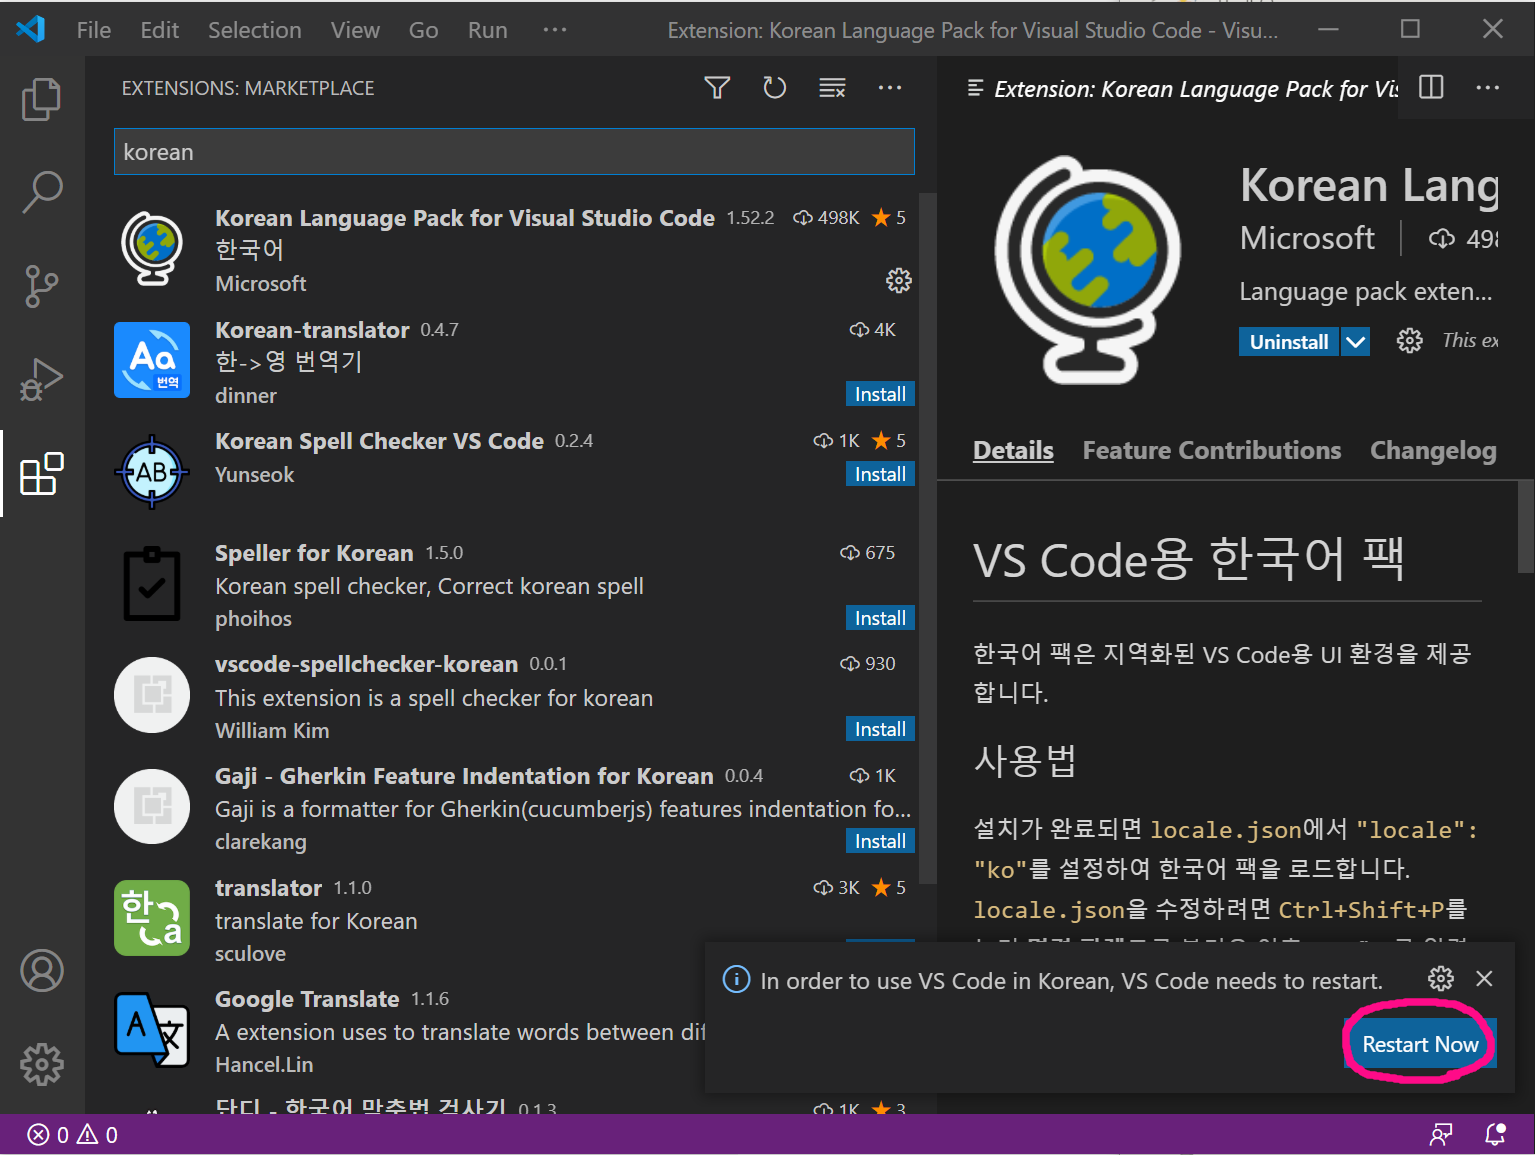 File Edit Selection View Go Run ··· Extension: Korean Language Pack for Visual Studio Code - Visu...
EXTENSIONS: MARKETPLACE
korean
Korean Language Pack for Visual Studio Code 1.52.2 498K 5
한국어
Microsoft
Korean-translator 0.4.7 4K
한->영 번역기
dinner Install
Aa
번역
Korean Spell Checker VS Code 0.2.4 1K 5
Yunseok Install
AB
Speller for Korean 1.5.0 675
Korean spell checker, Correct korean spell
phoihos Install
vscode-spellchecker-korean 0.0.1 930
This extension is a spell checker for korean
William Kim Install
Gaji - Gherkin Feature Indentation for Korean 0.0.4 1K
Gaji is a formatter for Gherkin(cucumberjs) features indentation fo...
clarekang Install
translator 1.1.0 3K 5
translate for Korean
sculove
한
a
Google Translate 1.1.6
A extension uses to translate words between dif
Hancel.Lin
A 文
단디 - 한국어 맞춤법 검사기 0.1.3 1K 3
Extension: Korean Language Pack for Vis
Korean Lang
Microsoft 498
Language pack exten...
Uninstall This ex
Details Feature Contributions Changelog
VS Code용 한국어 팩
한국어 팩은 지역화된 VS Code용 UI 환경을 제공
합니다.
사용법
설치가 완료되면 locale.json에서 "locale":
"ko"를 설정하여 한국어 팩을 로드합니다.
locale.json을 수정하려면 Ctrl+Shift+P를
In order to use VS Code in Korean, VS Code needs to restart.
Restart Now
0 0